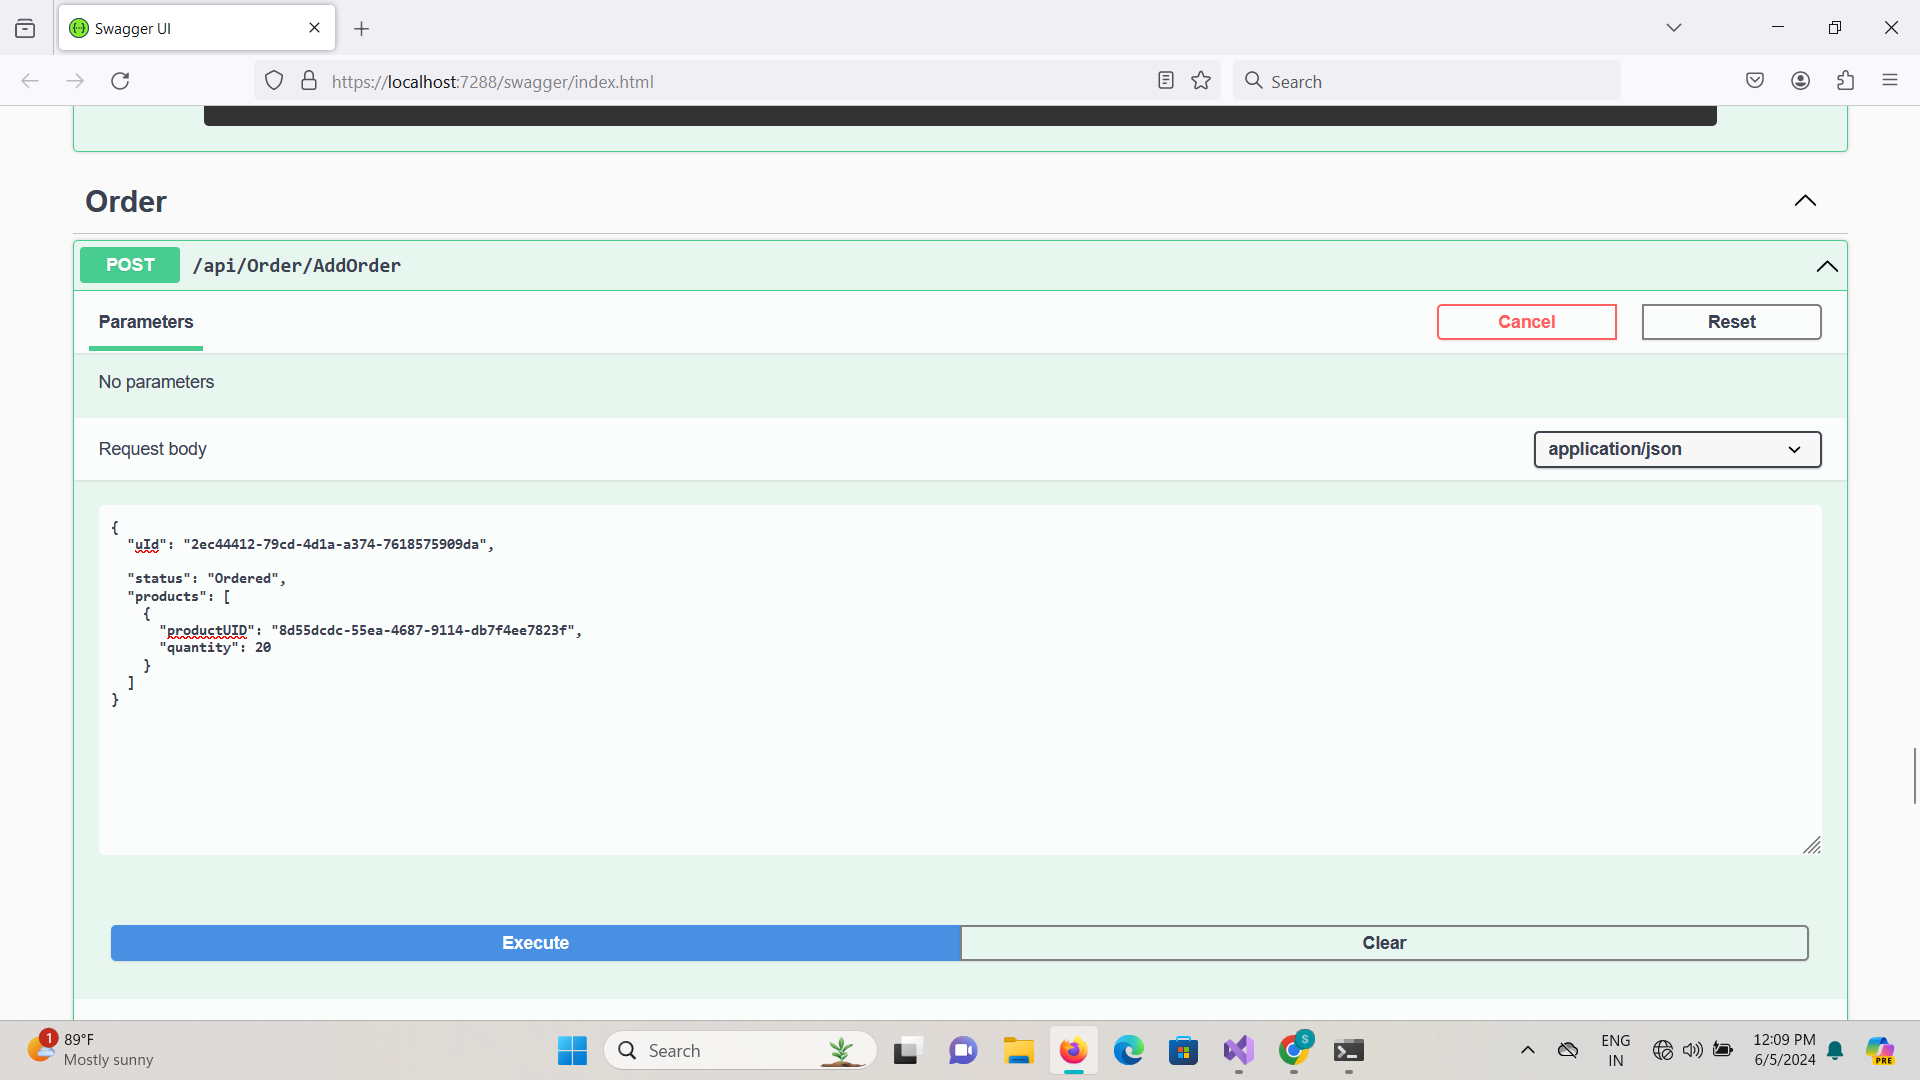 Swagger UI
https://localhost:7288/swagger/index.html
Search
Order
POST /api/Order/AddOrder
Parameters
Cancel
Reset
No parameters
Request body
application/json
{
"uId": "2ec44412-79cd-4d1a-a374-7618575909da",
"status": "Ordered",
"products": [
{
"productUID": "8d55dcdc-55ea-4687-9114-db7f4ee7823f",
"quantity": 20
}
]
}
Execute
Clear
1
89°F
Mostly sunny
Search
S
ENG
IN
12:09 PM
6/5/2024
PRE